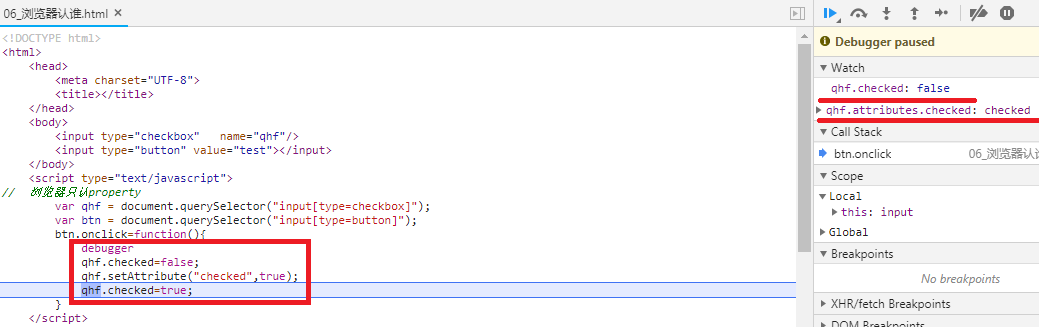 06_浏览器认谁.html ×
<!DOCTYPE html>
<html>
<head>
<meta charset="UTF-8">
<title></title>
</head>
<body>
<input type="checkbox"   name="qhf"/>
<input type="button" value="test"></input>
</body>
<script type="text/javascript">
//  浏览器只认property
var qhf = document.querySelector("input[type=checkbox]");
var btn = document.querySelector("input[type=button]");
btn.onclick=function(){
debugger
qhf.checked=false;
qhf.setAttribute("checked",true);
qhf.checked=true;
}
</script>
Debugger paused
Watch
qhf.checked: false
qhf.attributes.checked: checked
Call Stack
btn.onclick 06_浏览器认
Scope
Local
this: input
Global
Breakpoints
No breakpoints
XHR/fetch Breakpoints
DOM Breakpoints